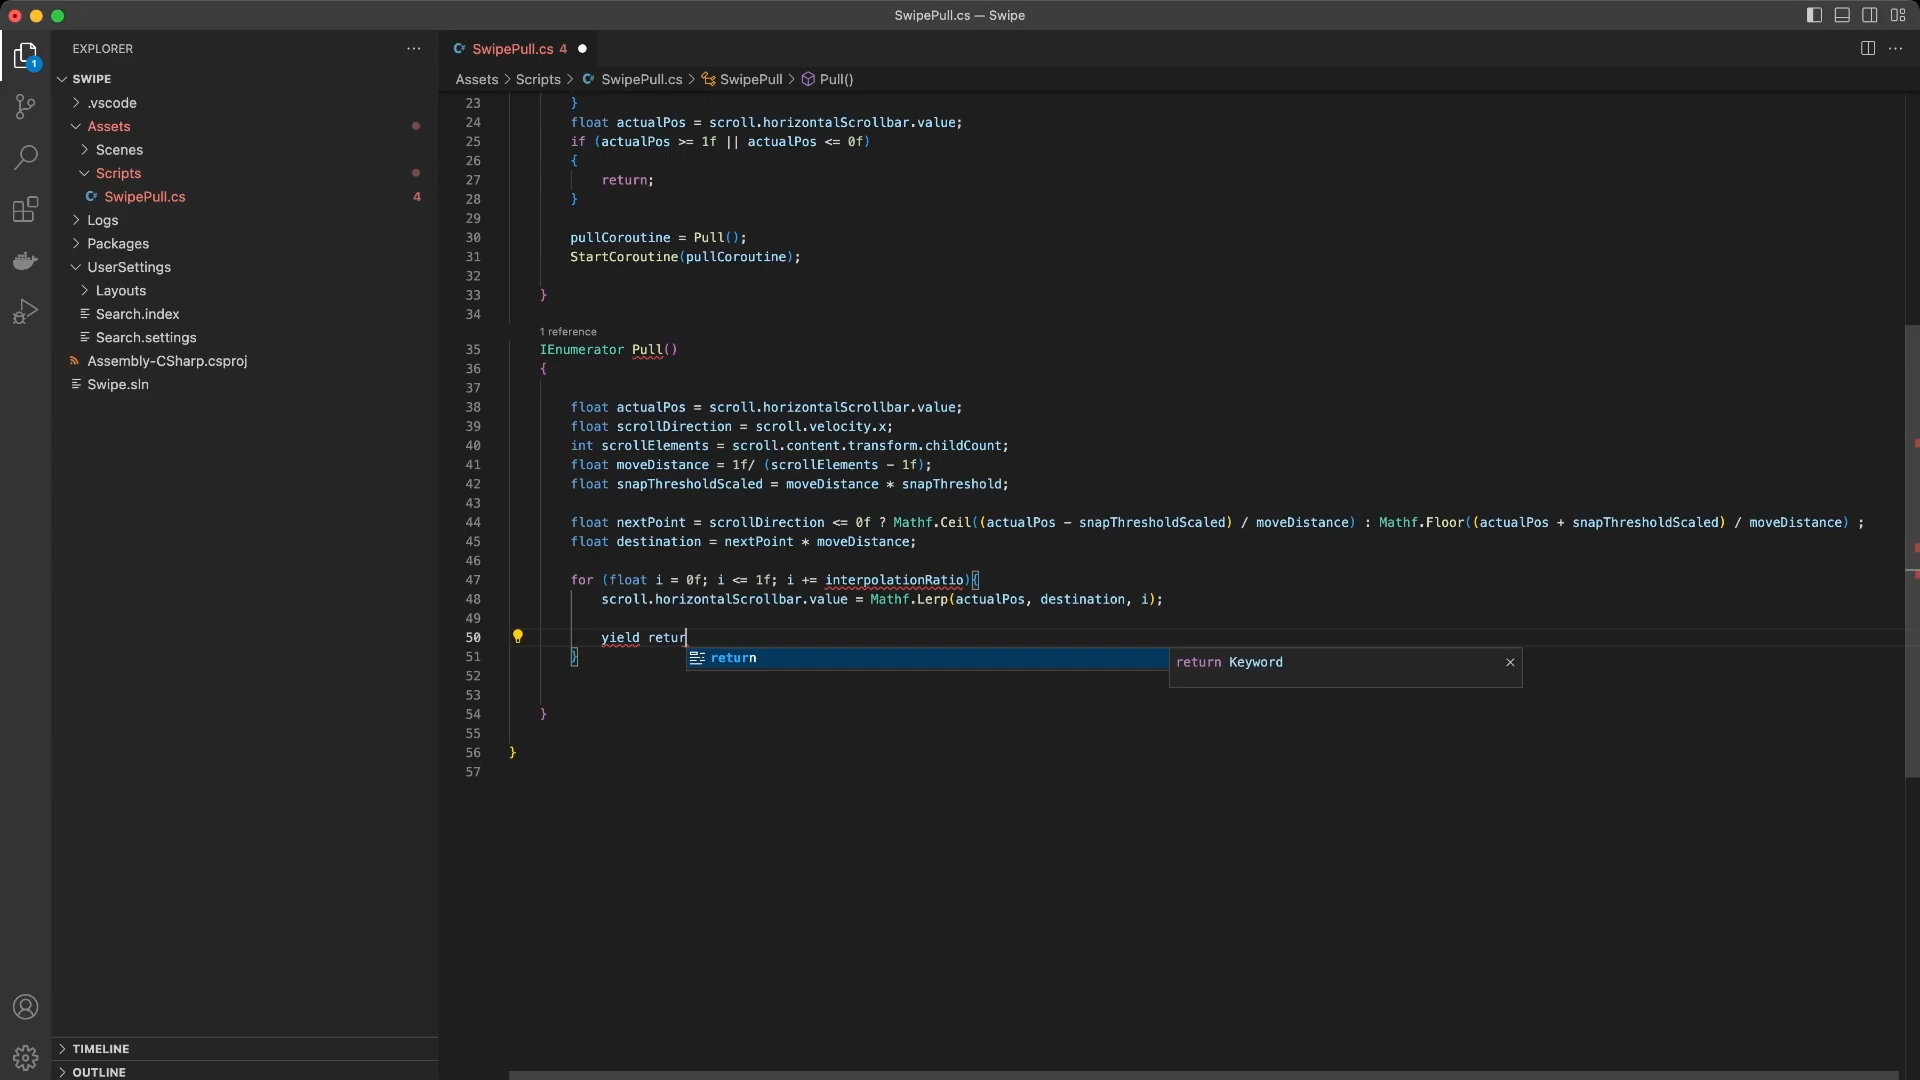 SwipePull.cs — Swipe
EXPLORER
SWIPE
.vscode
Assets
Scenes
Scripts
SwipePull.cs 4
Logs
Packages
UserSettings
Layouts
Search.index
Search.settings
Assembly-CSharp.csproj
Swipe.sln
TIMELINE
OUTLINE
1
SwipePull.cs 4
Assets > Scripts > SwipePull.cs > SwipePull > Pull()
23 }
24 float actualPos = scroll.horizontalScrollbar.value;
25 if (actualPos >= 1f || actualPos <= 0f)
26 {
27 return;
28 }
29
30 pullCoroutine = Pull();
31 StartCoroutine(pullCoroutine);
32
33 }
34
1 reference
35 IEnumerator Pull()
36 {
37
38 float actualPos = scroll.horizontalScrollbar.value;
39 float scrollDirection = scroll.velocity.x;
40 int scrollElements = scroll.content.transform.childCount;
41 float moveDistance = 1f/ (scrollElements - 1f);
42 float snapThresholdScaled = moveDistance * snapThreshold;
43
44 float nextPoint = scrollDirection <= 0f ? Mathf.Ceil((actualPos - snapThresholdScaled) / moveDistance) : Mathf.Floor((actualPos + snapThresholdScaled) / moveDistance) ;
45 float destination = nextPoint * moveDistance;
46
47 for (float i = 0f; i <= 1f; i += interpolationRatio){
48 scroll.horizontalScrollbar.value = Mathf.Lerp(actualPos, destination, i);
49
50 yield retur
51 }
return
return Keyword
52
53
54 }
55
56 }
57